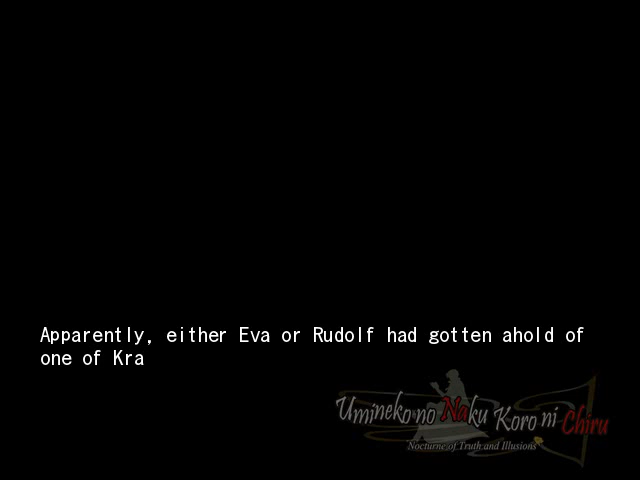 Apparently, either Eva or Rudolf had gotten ahold of
one of Kra
Umineko no Naku Koro ni Chiru
Nocturne of Truth and Illusions